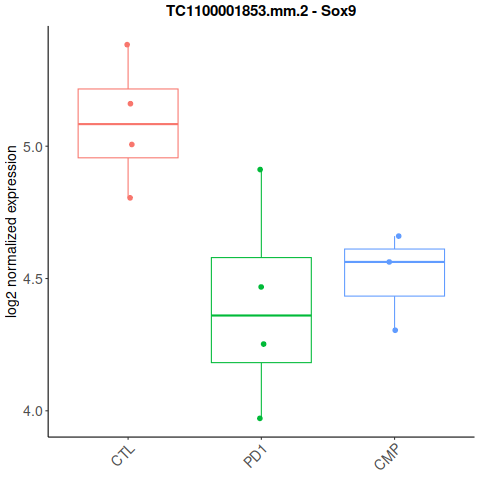 TC1100001853.mm.2 - Sox9
log2 normalized expression
5.0
4.5
4.0
CTL
PD1
CMP